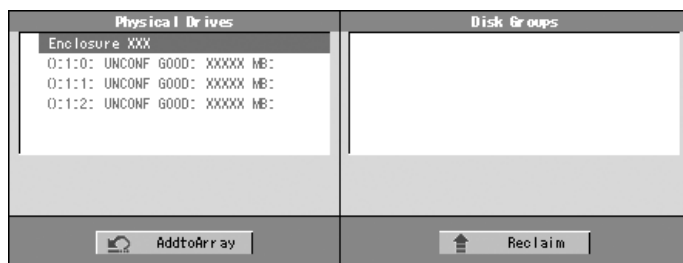 Physical Drives
Enclosure XXX
0:1:0: UNCONF GOOD: XXXXX MB:
0:1:1: UNCONF GOOD: XXXXX MB:
0:1:2: UNCONF GOOD: XXXXX MB:
AddtoArray
Disk Groups
Reclaim